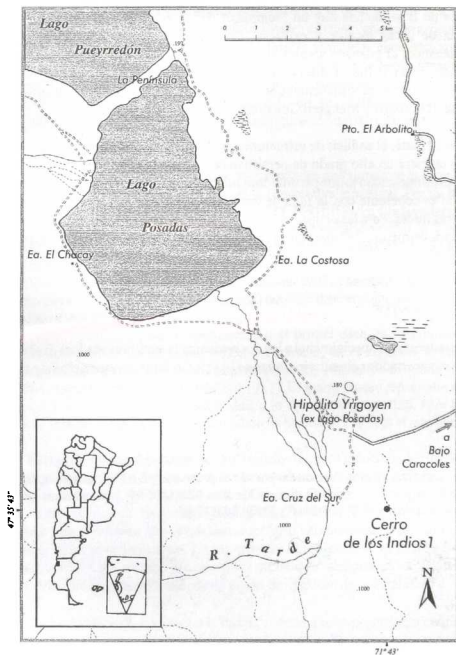 Lago
Pueyrredón
0 1 2 3 4 5 km
La Península
Pto. El Arbolito
Lago
Posadas
Ea. El Chacay
Ea. La Costosa
.1000
Hipólito Yrigoyen
(ex Lago Posadas)
a
Bajo
Caracoles
Ea. Cruz del Sur
47° 35' 43"
Cerro
de los Indios 1
.1000
R. Tarde
.1000
N
71° 43'